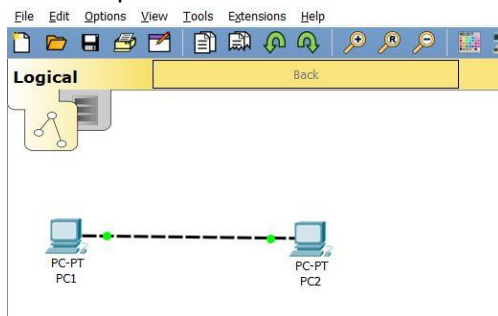 File Edit Options View Tools Extensions Help
Logical
Back
PC-PT
PC1
PC-PT
PC2